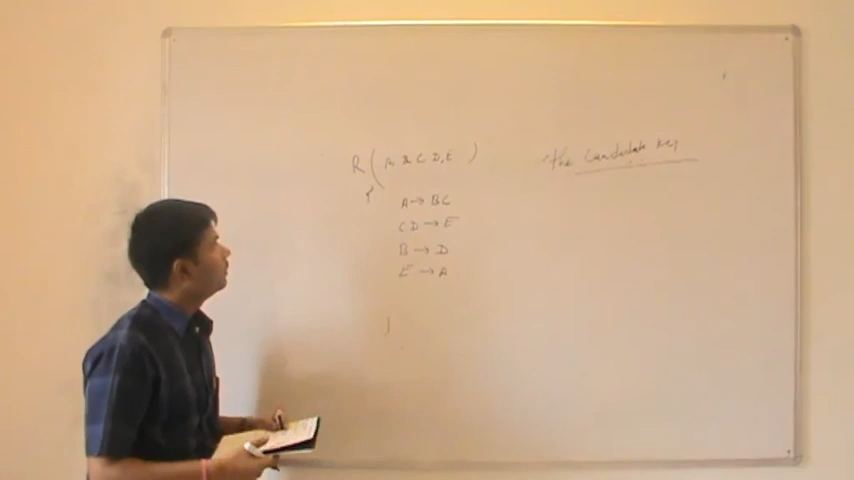 R (A, B, C, D, E)
the candidate key
A → BC
CD → E
B → D
E → A